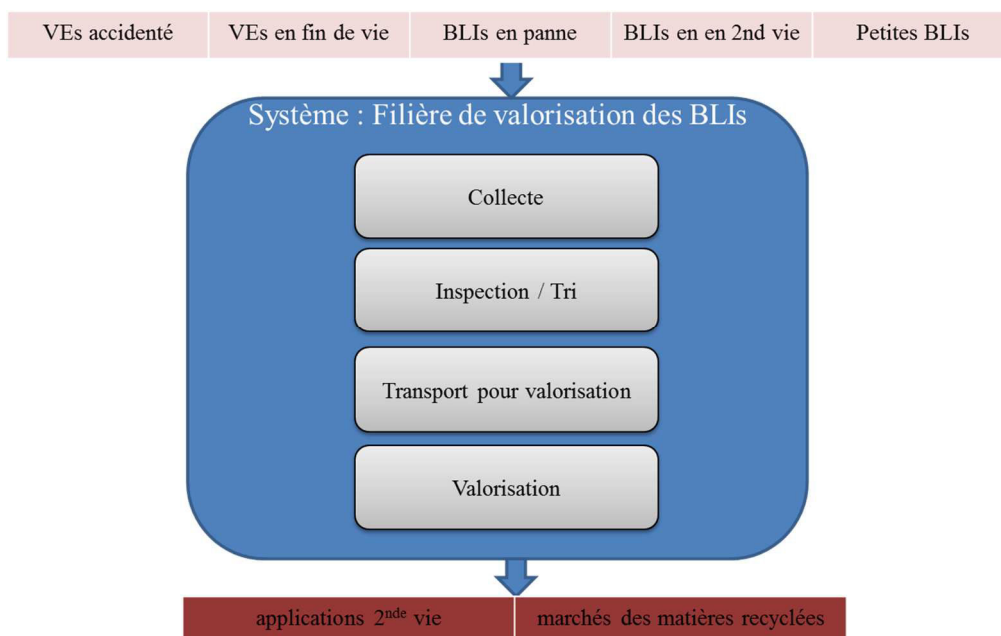 VEs accidenté
VEs en fin de vie
BLIs en panne
BLIs en en 2nd vie
Petites BLIs
Système : Filière de valorisation des BLIs
Collecte
Inspection / Tri
Transport pour valorisation
Valorisation
applications 2nde vie
marchés des matières recyclées